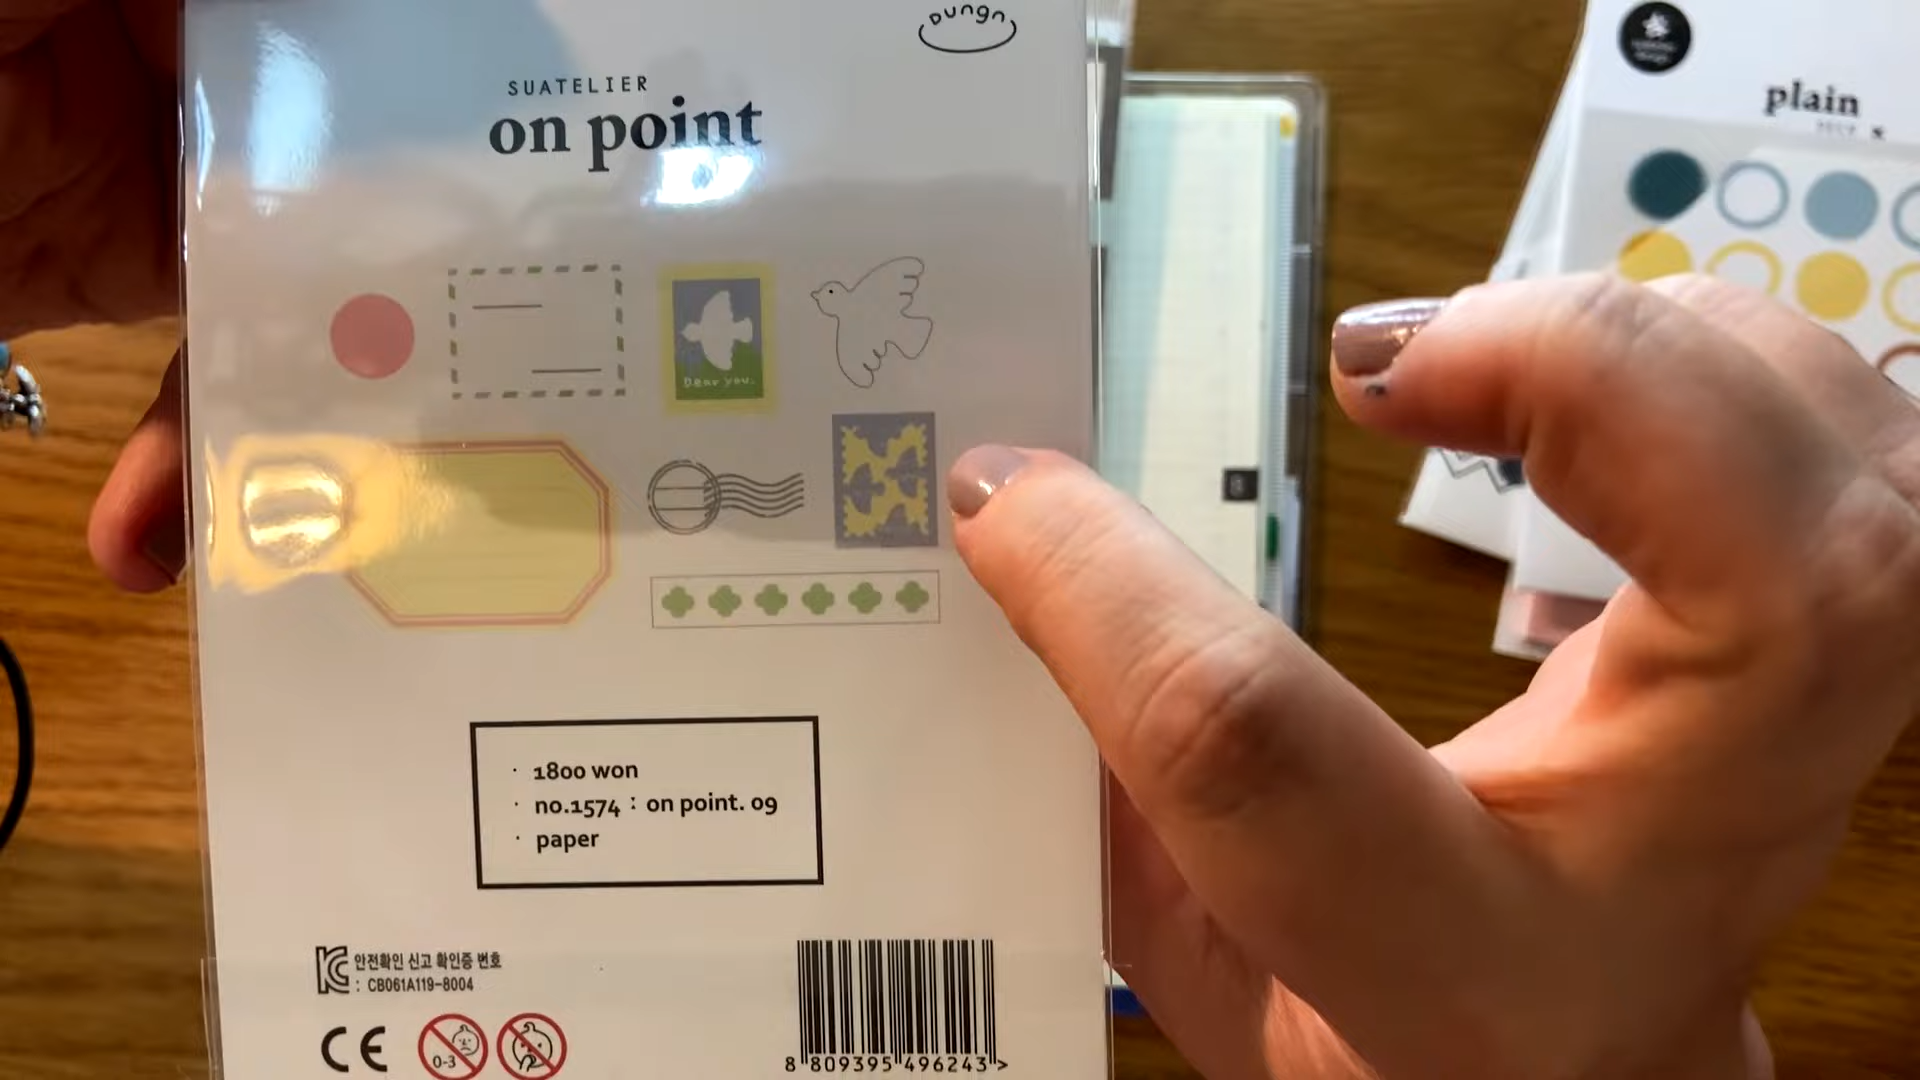 Dungn
SUATELIER
on point
Dear you.
· 1800 won
· no.1574 : on point. 09
· paper
안전확인 신고 확인증 번호
: CB061A119-8004
CE
0-3
8 809395 496243 >
plain